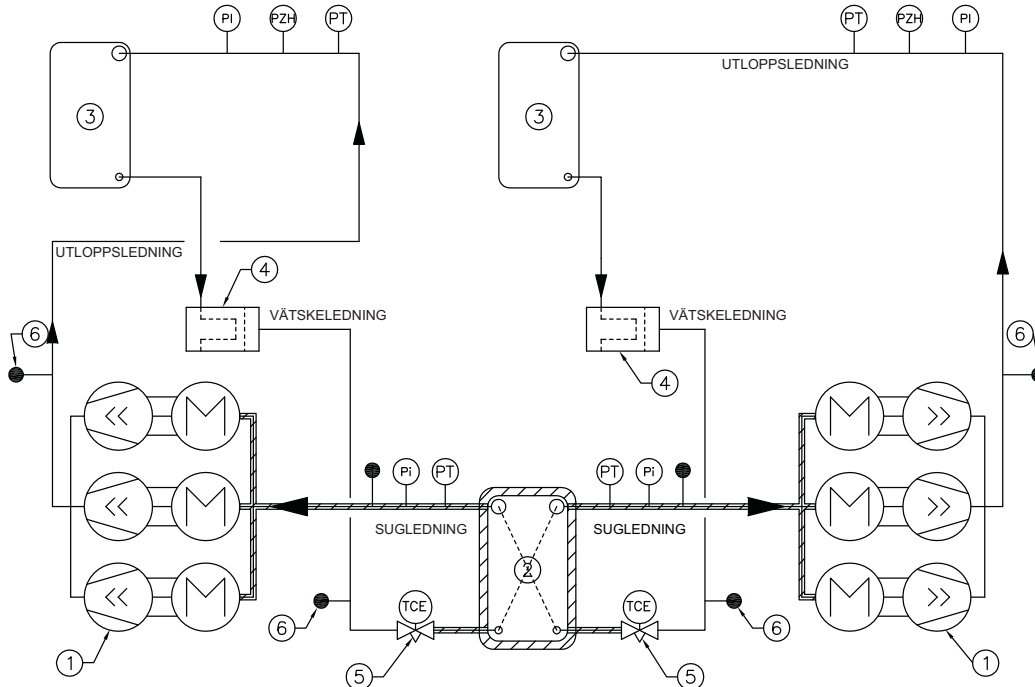 PI PZH PT
PT PZH PI
UTLOPPSLEDNING
3
3
UTLOPPSLEDNING
4
VÄTSKELEDNING
VÄTSKELEDNING
6
6
4
M
M
M
M
M
M
Pi PT
PT Pi
SUGLEDNING
SUGLEDNING
2
TCE
TCE
6
6
1
5
5
1